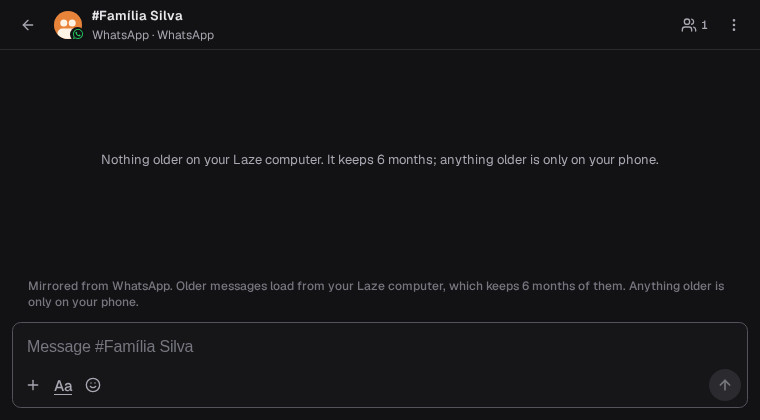 #Família Silva
WhatsApp · WhatsApp
1
Nothing older on your Laze computer. It keeps 6 months; anything older is only on your phone.
Mirrored from WhatsApp. Older messages load from your Laze computer, which keeps 6 months of them. Anything older is
only on your phone.
Message #Família Silva
Aa